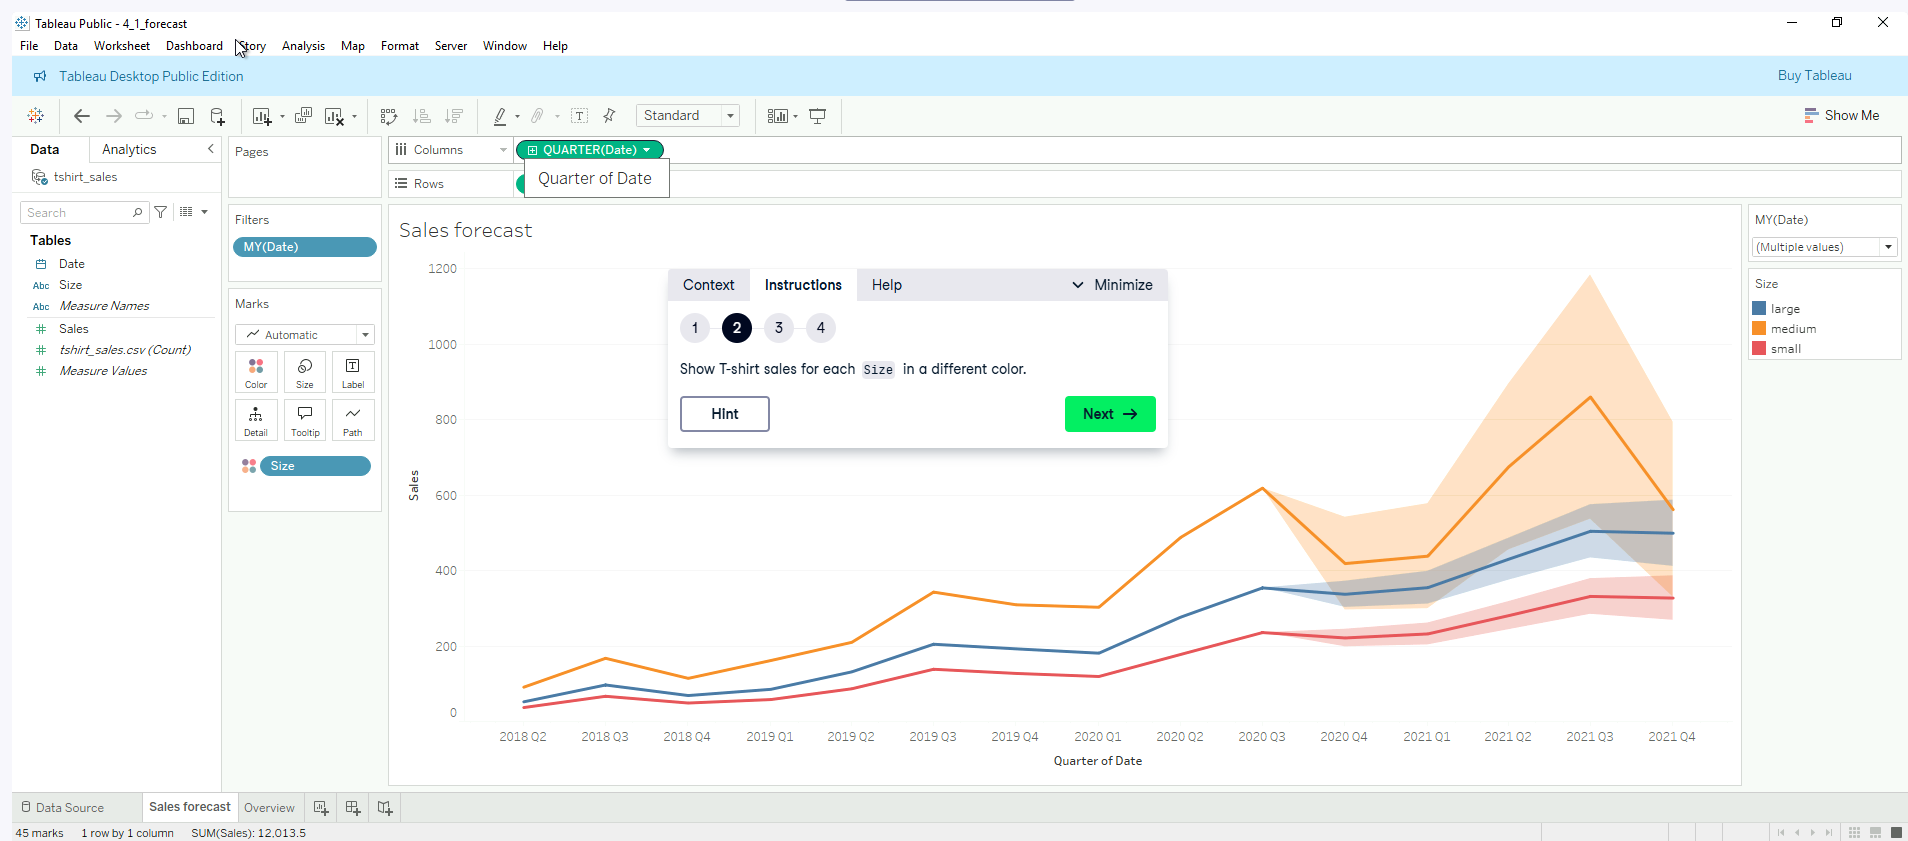 Tableau Public - 4_1_forecast
File Data Worksheet Dashboard Story Analysis Map Format Server Window Help
Tableau Desktop Public Edition
Buy Tableau
Standard
Show Me
Data
Analytics
tshirt_sales
Search
Tables
Date
Abc Size
Abc Measure Names
Sales
tshirt_sales.csv (Count)
Measure Values
Pages
Filters
MY(Date)
Marks
Automatic
Color Size Label
Detail Tooltip Path
Size
Columns
QUARTER(Date)
Rows
Quarter of Date
Sales forecast
1200
1000
800
600
400
200
0
Sales
2018 Q2 2018 Q3 2018 Q4 2019 Q1 2019 Q2 2019 Q3 2019 Q4 2020 Q1 2020 Q2 2020 Q3 2020 Q4 2021 Q1 2021 Q2 2021 Q3 2021 Q4
Quarter of Date
Context Instructions Help Minimize
1 2 3 4
Show T-shirt sales for each Size in a different color.
HInt
Next
MY(Date)
(Multiple values)
Size
large
medium
small
Data Source Sales forecast Overview
45 marks 1 row by 1 column SUM(Sales): 12,013.5